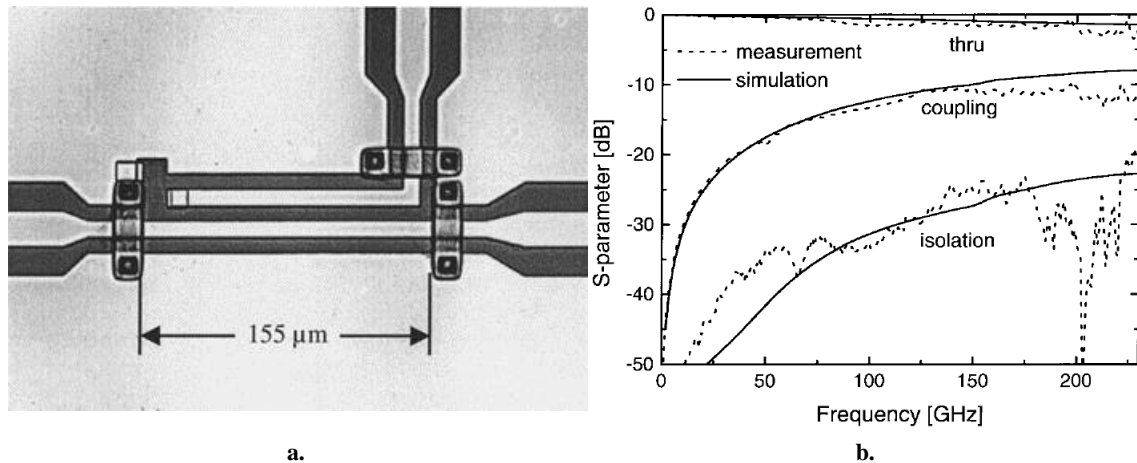 155 µm
a.
S-parameter [dB]
0
-10
-20
-30
-40
-50
measurement
simulation
thru
coupling
isolation
0
50
100
150
200
Frequency [GHz]
b.